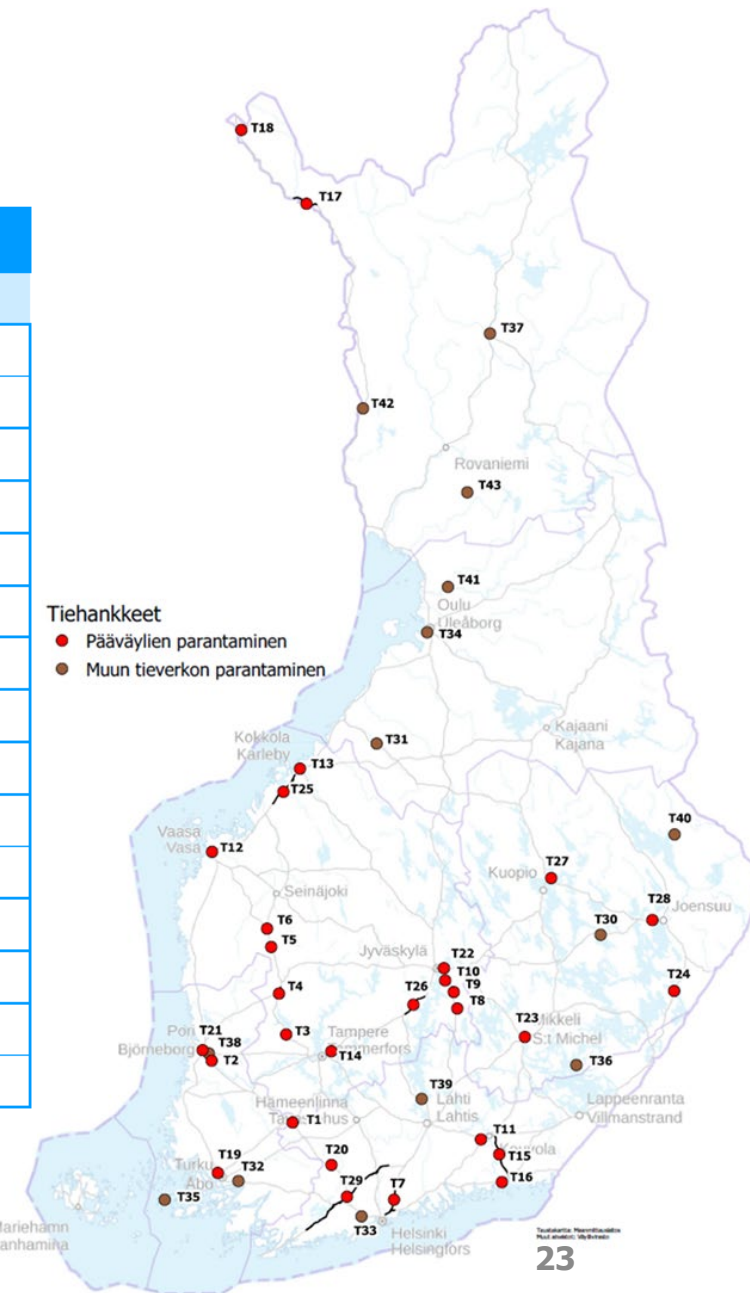 T18
T17
T37
T42
Rovaniemi
T43
T41
Oulu
Uleåborg
T34
Tiehankkeet
Pääväylien parantaminen
Muun tieverkon parantaminen
Kokkola
Karleby
T31
Kajaani
Kajana
T13
T25
Vaasa
Vasa
T12
T40
Kuopio
T27
Seinäjoki
T28
Joensuu
T6
T5
T30
Jyväskylä
T22
T10
T9
T8
T26
T24
T4
T23
Mikkeli
S:t Michel
Pori
Björneborg
T21
T38
T2
T3
Tampere
Tammerfors
T14
T36
T39
Hämeenlinna
Tavastehus
Lahti
Lahtis
Lappeenranta
Villmanstrand
T1
T11
Kouvola
T15
T16
T20
T19
Turku
Åbo
T32
T29
T7
T35
T33
Helsinki
Helsingfors
Taustakartta: Maanmittauslaitos
23